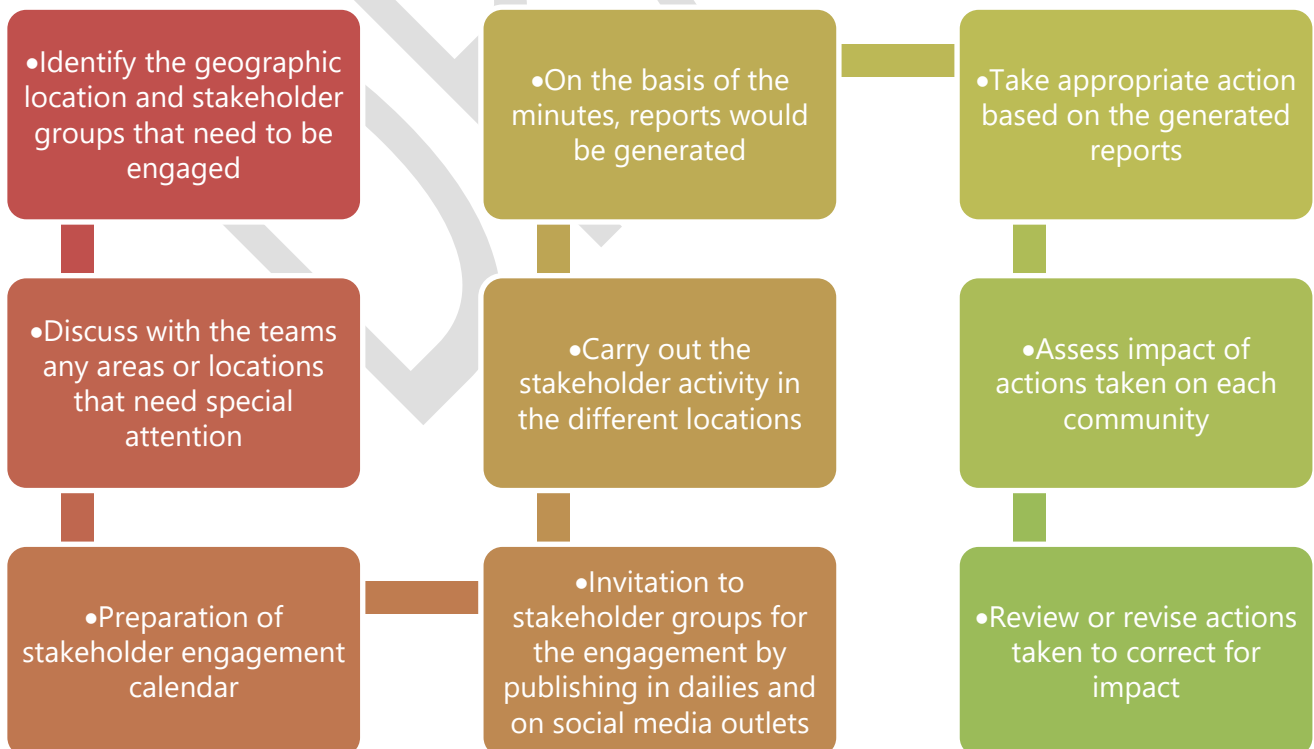 •Identify the geographic
location and stakeholder
groups that need to be
engaged
•Discuss with the teams
any areas or locations
that need special
attention
•Preparation of
stakeholder engagement
calendar
•Invitation to
stakeholder groups for
the engagement by
publishing in dailies and
on social media outlets
•Carry out the
stakeholder activity in
the different locations
•On the basis of the
minutes, reports would
be generated
•Take appropriate action
based on the generated
reports
•Assess impact of
actions taken on each
community
•Review or revise actions
taken to correct for
impact